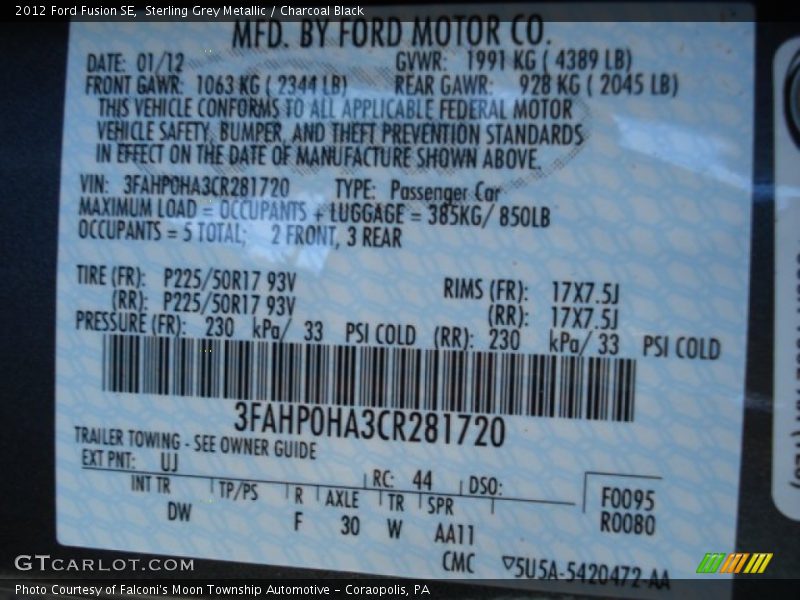 2012 Ford Fusion SE, Sterling Grey Metallic / Charcoal Black
MFD. BY FORD MOTOR CO.
DATE: 01/12 GVWR: 1991 KG ( 4389 LB)
FRONT GAWR: 1063 KG ( 2344 LB) REAR GAWR: 928 KG ( 2045 LB)
THIS VEHICLE CONFORMS TO ALL APPLICABLE FEDERAL MOTOR
VEHICLE SAFETY, BUMPER, AND THEFT PREVENTION STANDARDS
IN EFFECT ON THE DATE OF MANUFACTURE SHOWN ABOVE.
VIN: 3FAHP0HA3CR281720 TYPE: Passenger Car
MAXIMUM LOAD = OCCUPANTS + LUGGAGE = 385KG/ 850LB
OCCUPANTS = 5 TOTAL; 2 FRONT, 3 REAR
TIRE (FR): P225/50R17 93V RIMS (FR): 17X7.5J
(RR): P225/50R17 93V (RR): 17X7.5J
PRESSURE (FR): 230 kPa/ 33 PSI COLD (RR): 230 kPa/ 33 PSI COLD
3FAHP0HA3CR281720
TRAILER TOWING - SEE OWNER GUIDE
EXT PNT: UJ RC: 44 DSO:
INT TR TP/PS R AXLE TR SPR F0095
DW F 30 W AA11 R0080
CMC ▽5U5A-5420472-AA
GTCARLOT.COM
Photo Courtesy of Falconi's Moon Township Automotive – Coraopolis, PA